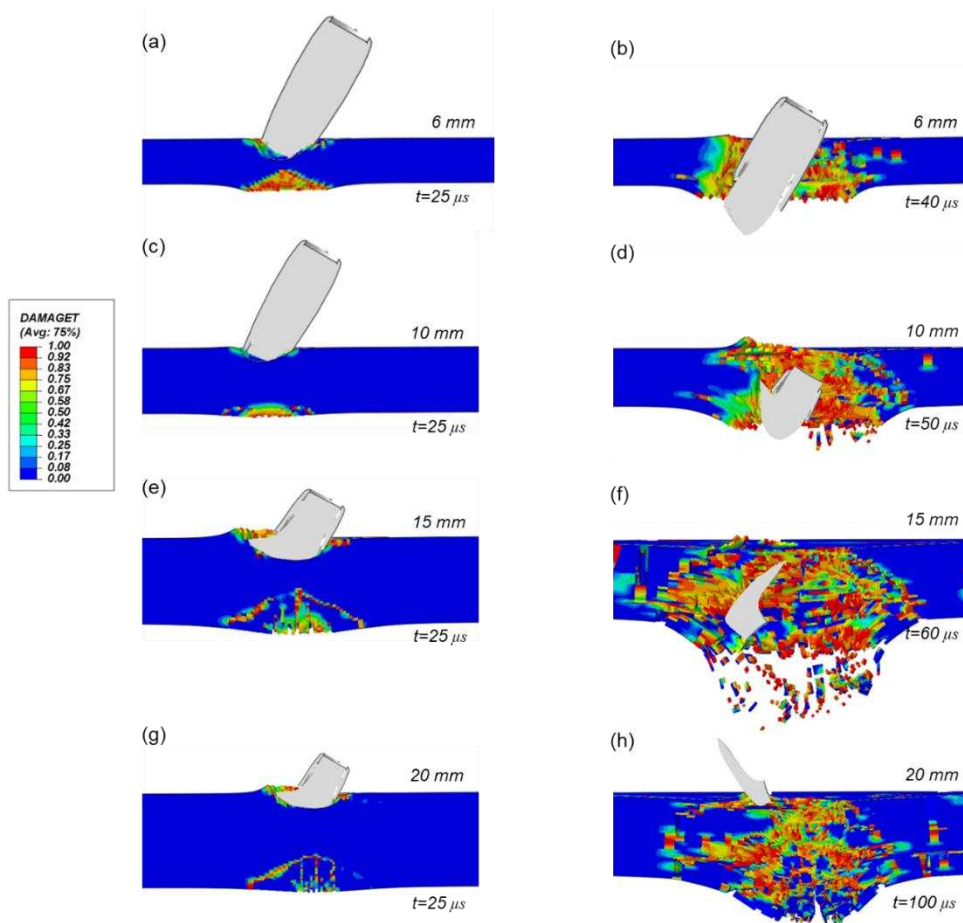 (a)
6 mm
t=25 μs
(b)
6 mm
t=40 μs
(c)
10 mm
t=25 μs
(d)
10 mm
t=50 μs
DAMAGET
(Avg: 75%)
1.00
0.92
0.83
0.75
0.67
0.58
0.50
0.42
0.33
0.25
0.17
0.08
0.00
(e)
15 mm
t=25 μs
(f)
15 mm
t=60 μs
(g)
20 mm
t=25 μs
(h)
20 mm
t=100 μs